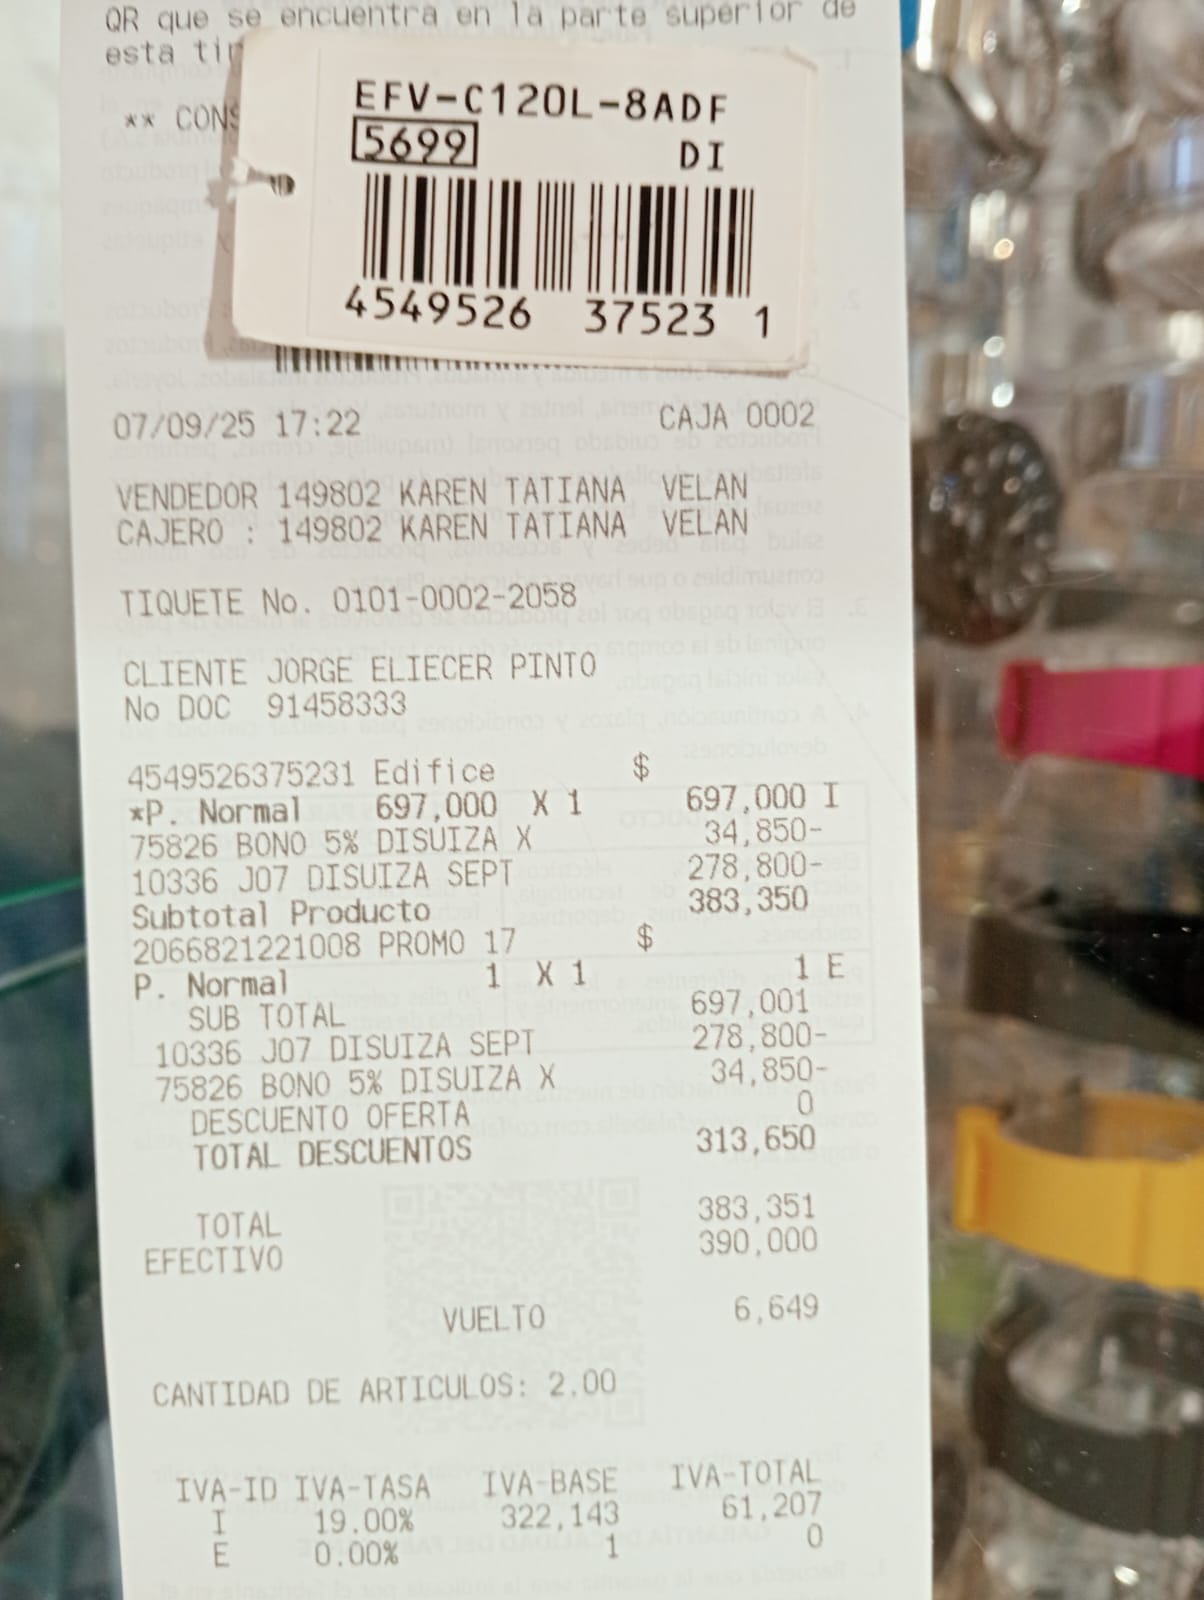 QR que se encuentra en la parte superior de
esta tir
** CONS
EFV-C120L-8ADF
5699 DI
4549526 37523 1
07/09/25 17:22 CAJA 0002
VENDEDOR 149802 KAREN TATIANA VELAN
CAJERO : 149802 KAREN TATIANA VELAN
TIQUETE No. 0101-0002-2058
CLIENTE JORGE ELIECER PINTO
No DOC 91458333
4549526375231 Edifice $
*P. Normal 697,000 X 1 697,000 I
75826 BONO 5% DISUIZA X 34,850-
10336 J07 DISUIZA SEPT 278,800-
Subtotal Producto 383,350
2066821221008 PROMO 17 $
P. Normal 1 X 1 1 E
SUB TOTAL 697,001
10336 J07 DISUIZA SEPT 278,800-
75826 BONO 5% DISUIZA X 34,850-
DESCUENTO OFERTA 0
TOTAL DESCUENTOS 313,650
TOTAL 383,351
EFECTIVO 390,000
VUELTO 6,649
CANTIDAD DE ARTICULOS: 2.00
IVA-ID IVA-TASA IVA-BASE IVA-TOTAL
I 19.00% 322,143 61,207
E 0.00% 1 0